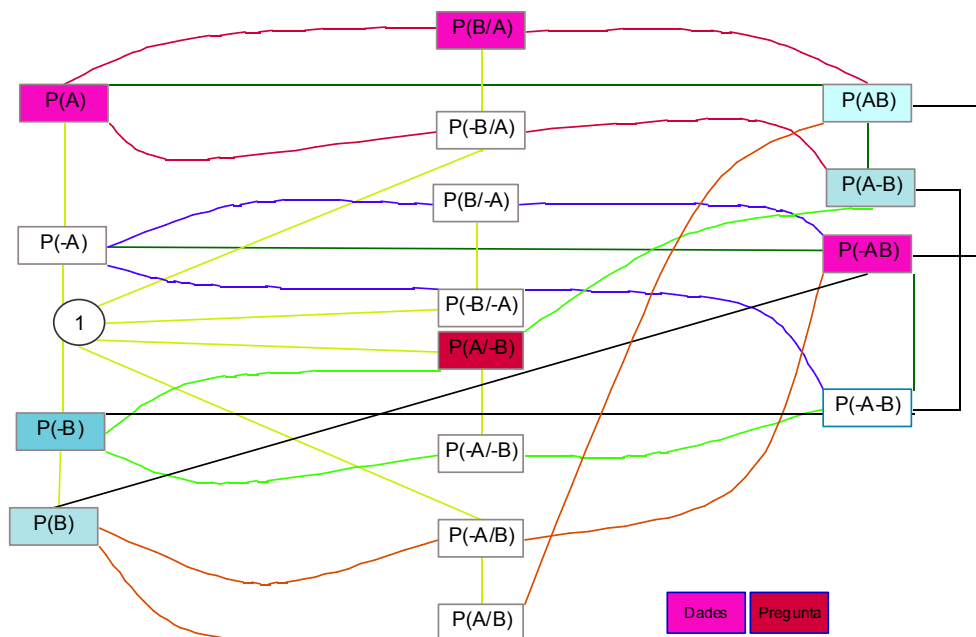 P(B/A)
P(A)
P(AB)
P(-B/A)
P(A-B)
P(B/-A)
P(-A)
P(-AB)
P(-B/-A)
1
P(A/-B)
P(-A-B)
P(-B)
P(-A/-B)
P(B)
P(-A/B)
P(A/B)
Dades Pregunta